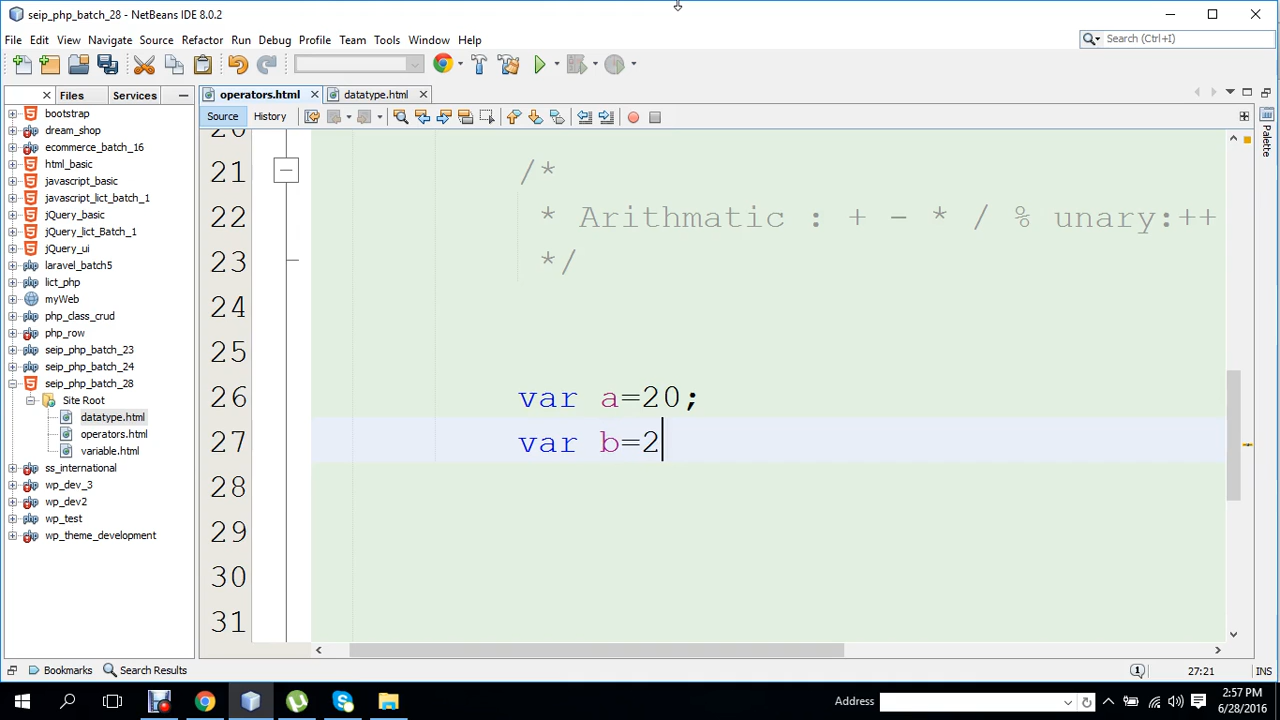 seip_php_batch_28 - NetBeans IDE 8.0.2
File Edit View Navigate Source Refactor Run Debug Profile Team Tools Window Help
Search (Ctrl+I)
Files Services
operators.html datatype.html
Source History
Palette
bootstrap
dream_shop
ecommerce_batch_16
html_basic
javascript_basic
javascript_lict_batch_1
jQuery_basic
jQuery_lict_Batch_1
jQuery_ui
laravel_batch5
lict_php
myWeb
php_class_crud
php_row
seip_php_batch_23
seip_php_batch_24
seip_php_batch_28
Site Root
datatype.html
operators.html
variable.html
ss_international
wp_dev_3
wp_dev2
wp_test
wp_theme_development
20
21 /*
22 * Arithmatic : + - * / % unary:++
23 */
24
25
26 var a=20;
27 var b=2
28
29
30
31
Bookmarks Search Results
1 27:21 INS
Address
2:57 PM
6/28/2016